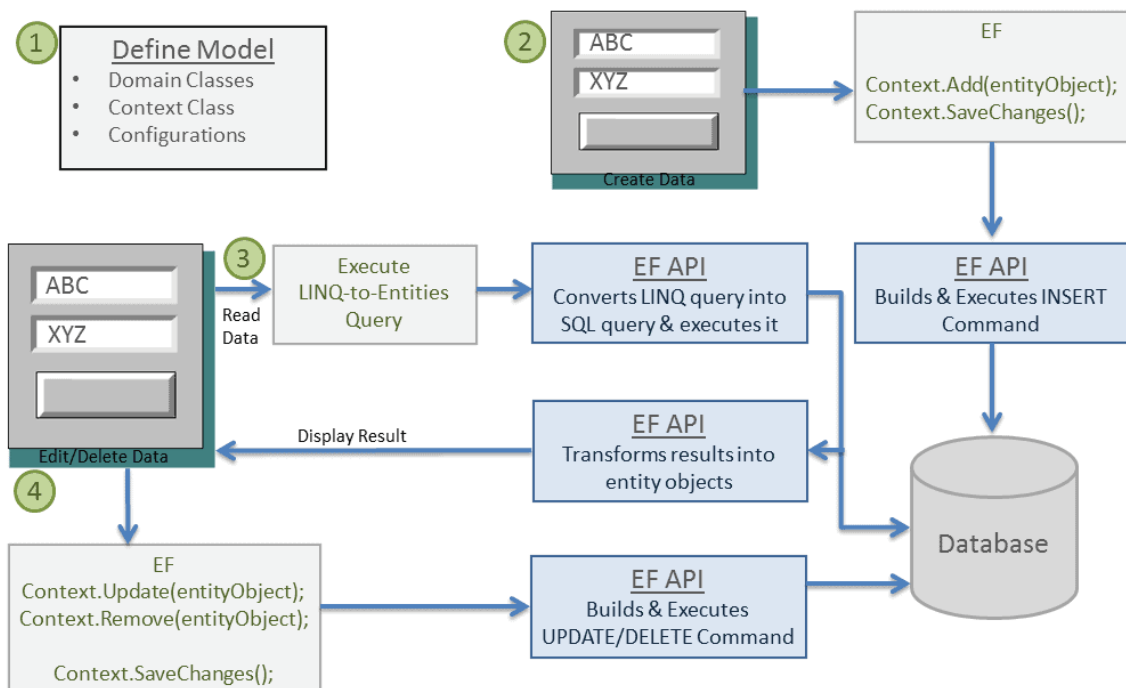 1
Define Model
• Domain Classes
• Context Class
• Configurations
2
ABC
XYZ
Create Data
EF
Context.Add(entityObject);
Context.SaveChanges();
ABC
XYZ
Edit/Delete Data
3
Read
Data
Execute
LINQ-to-Entities
Query
EF API
Converts LINQ query into
SQL query & executes it
EF API
Builds & Executes INSERT
Command
Display Result
EF API
Transforms results into
entity objects
Database
4
EF
Context.Update(entityObject);
Context.Remove(entityObject);
Context.SaveChanges();
EF API
Builds & Executes
UPDATE/DELETE Command